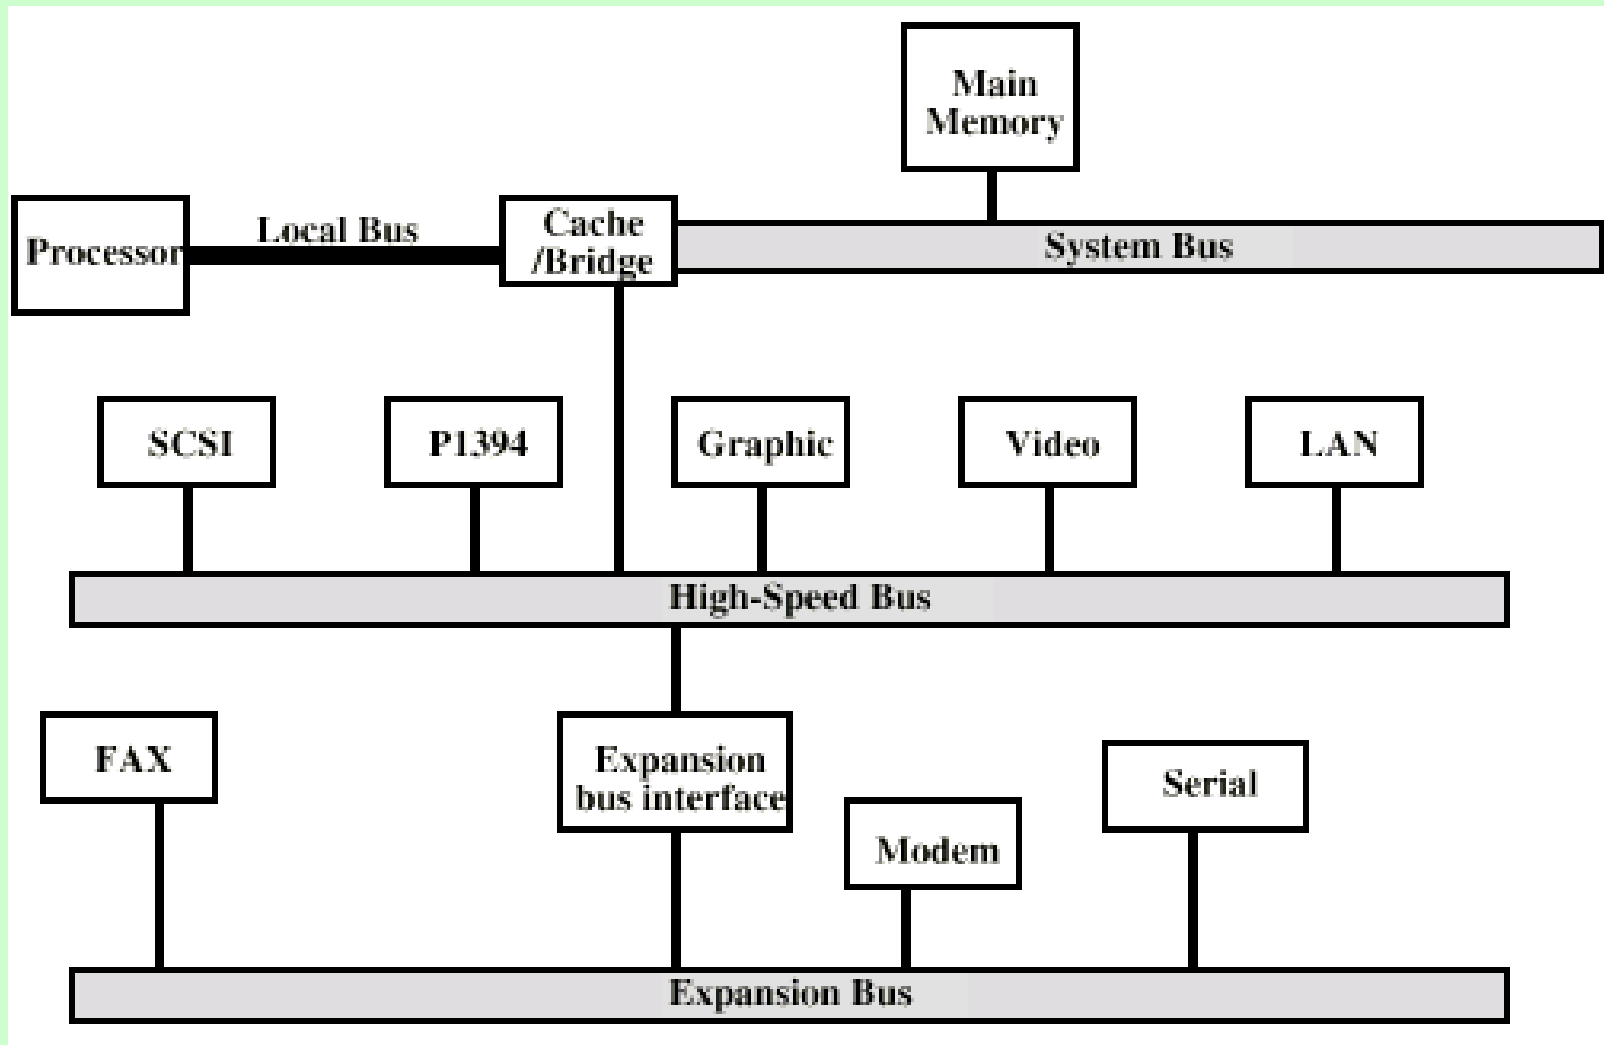 Main
Memory
Processor
Local Bus
Cache
/Bridge
System Bus
SCSI
P1394
Graphic
Video
LAN
High-Speed Bus
FAX
Expansion
bus interface
Modem
Serial
Expansion Bus